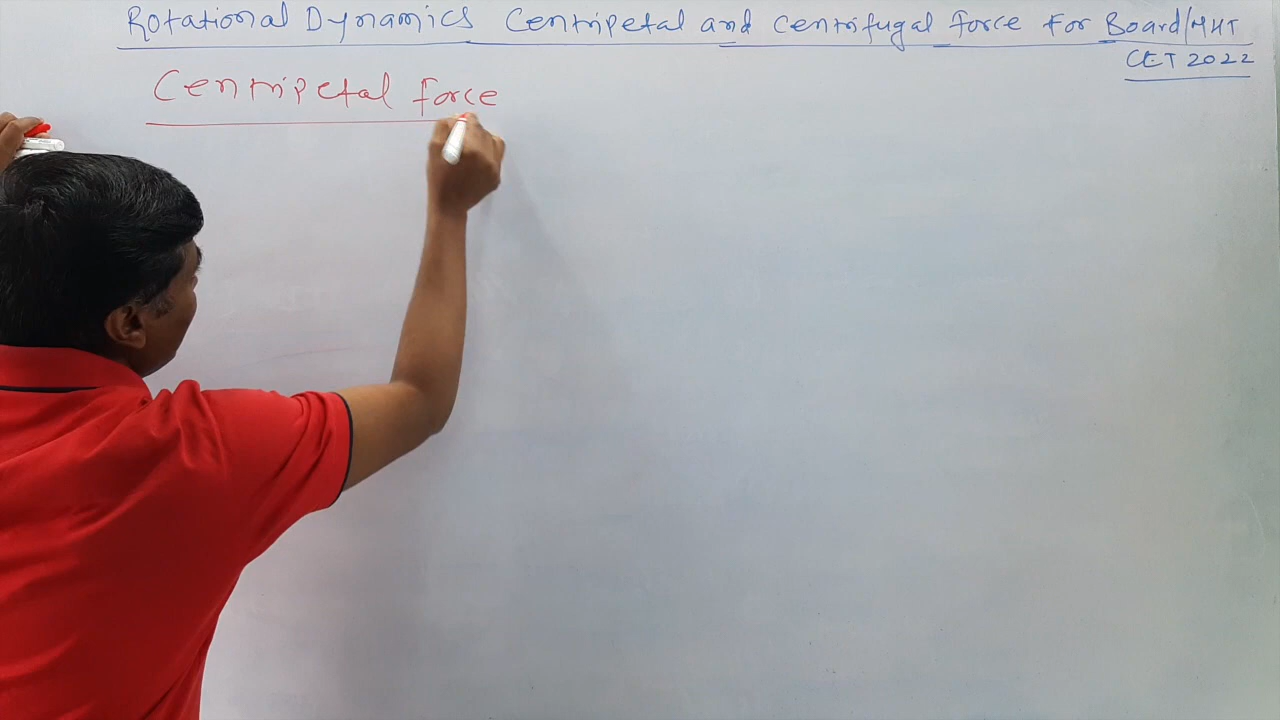 Rotational Dynamics Centripetal and Centrifugal force For Board/MHT
CET 2022
Centripetal force